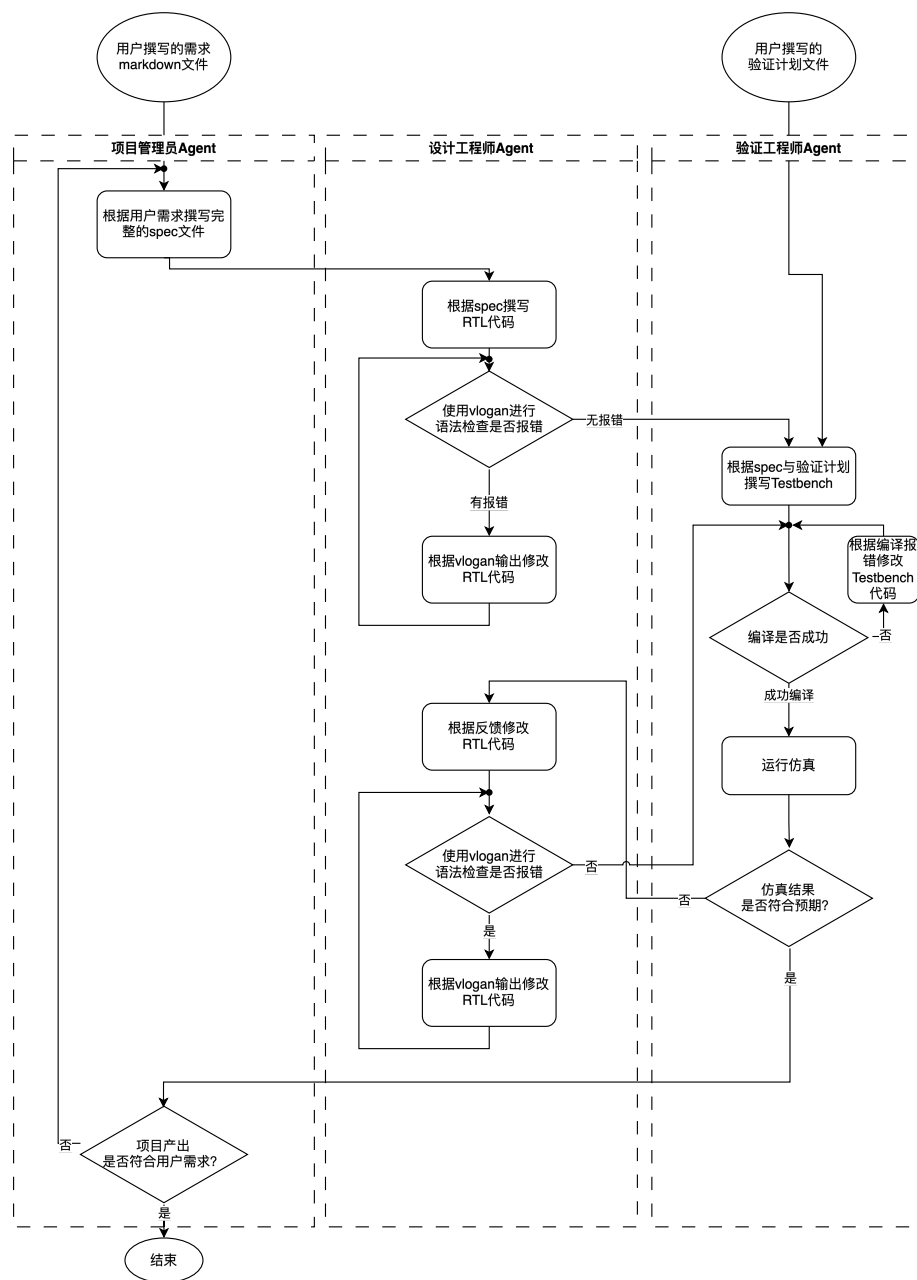 用户撰写的需求
markdown文件
用户撰写的
验证计划文件
项目管理员Agent
设计工程师Agent
验证工程师Agent
根据用户需求撰写完
整的spec文件
根据spec撰写
RTL代码
使用vlogan进行
语法检查是否报错
无报错
有报错
根据vlogan输出修改
RTL代码
根据spec与验证计划
撰写Testbench
根据编译报
错修改
Testbench
代码
编译是否成功
否
成功编译
运行仿真
根据反馈修改
RTL代码
使用vlogan进行
语法检查是否报错
否
是
根据vlogan输出修改
RTL代码
仿真结果
是否符合预期?
否
是
项目产出
是否符合用户需求?
否
是
结束